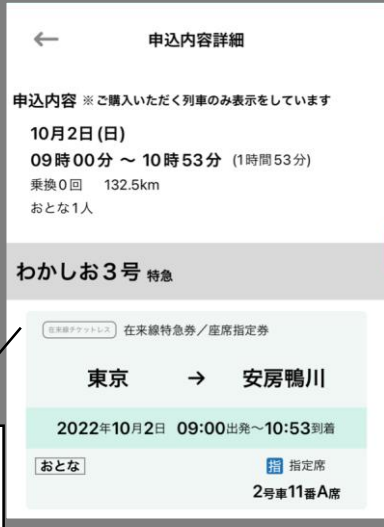 ←
申込内容詳細
申込内容 ※ご購入いただく列車のみ表示をしています
10月2日(日)
09時00分 ～ 10時53分 (1時間53分)
乗換0回 132.5km
おとな1人
わかしお3号 特急
在来線チケットレス 在来線特急券／座席指定券
東京 → 安房鴨川
2022年10月2日 09:00出発～10:53到着
おとな 指 指定席
2号車11番A席